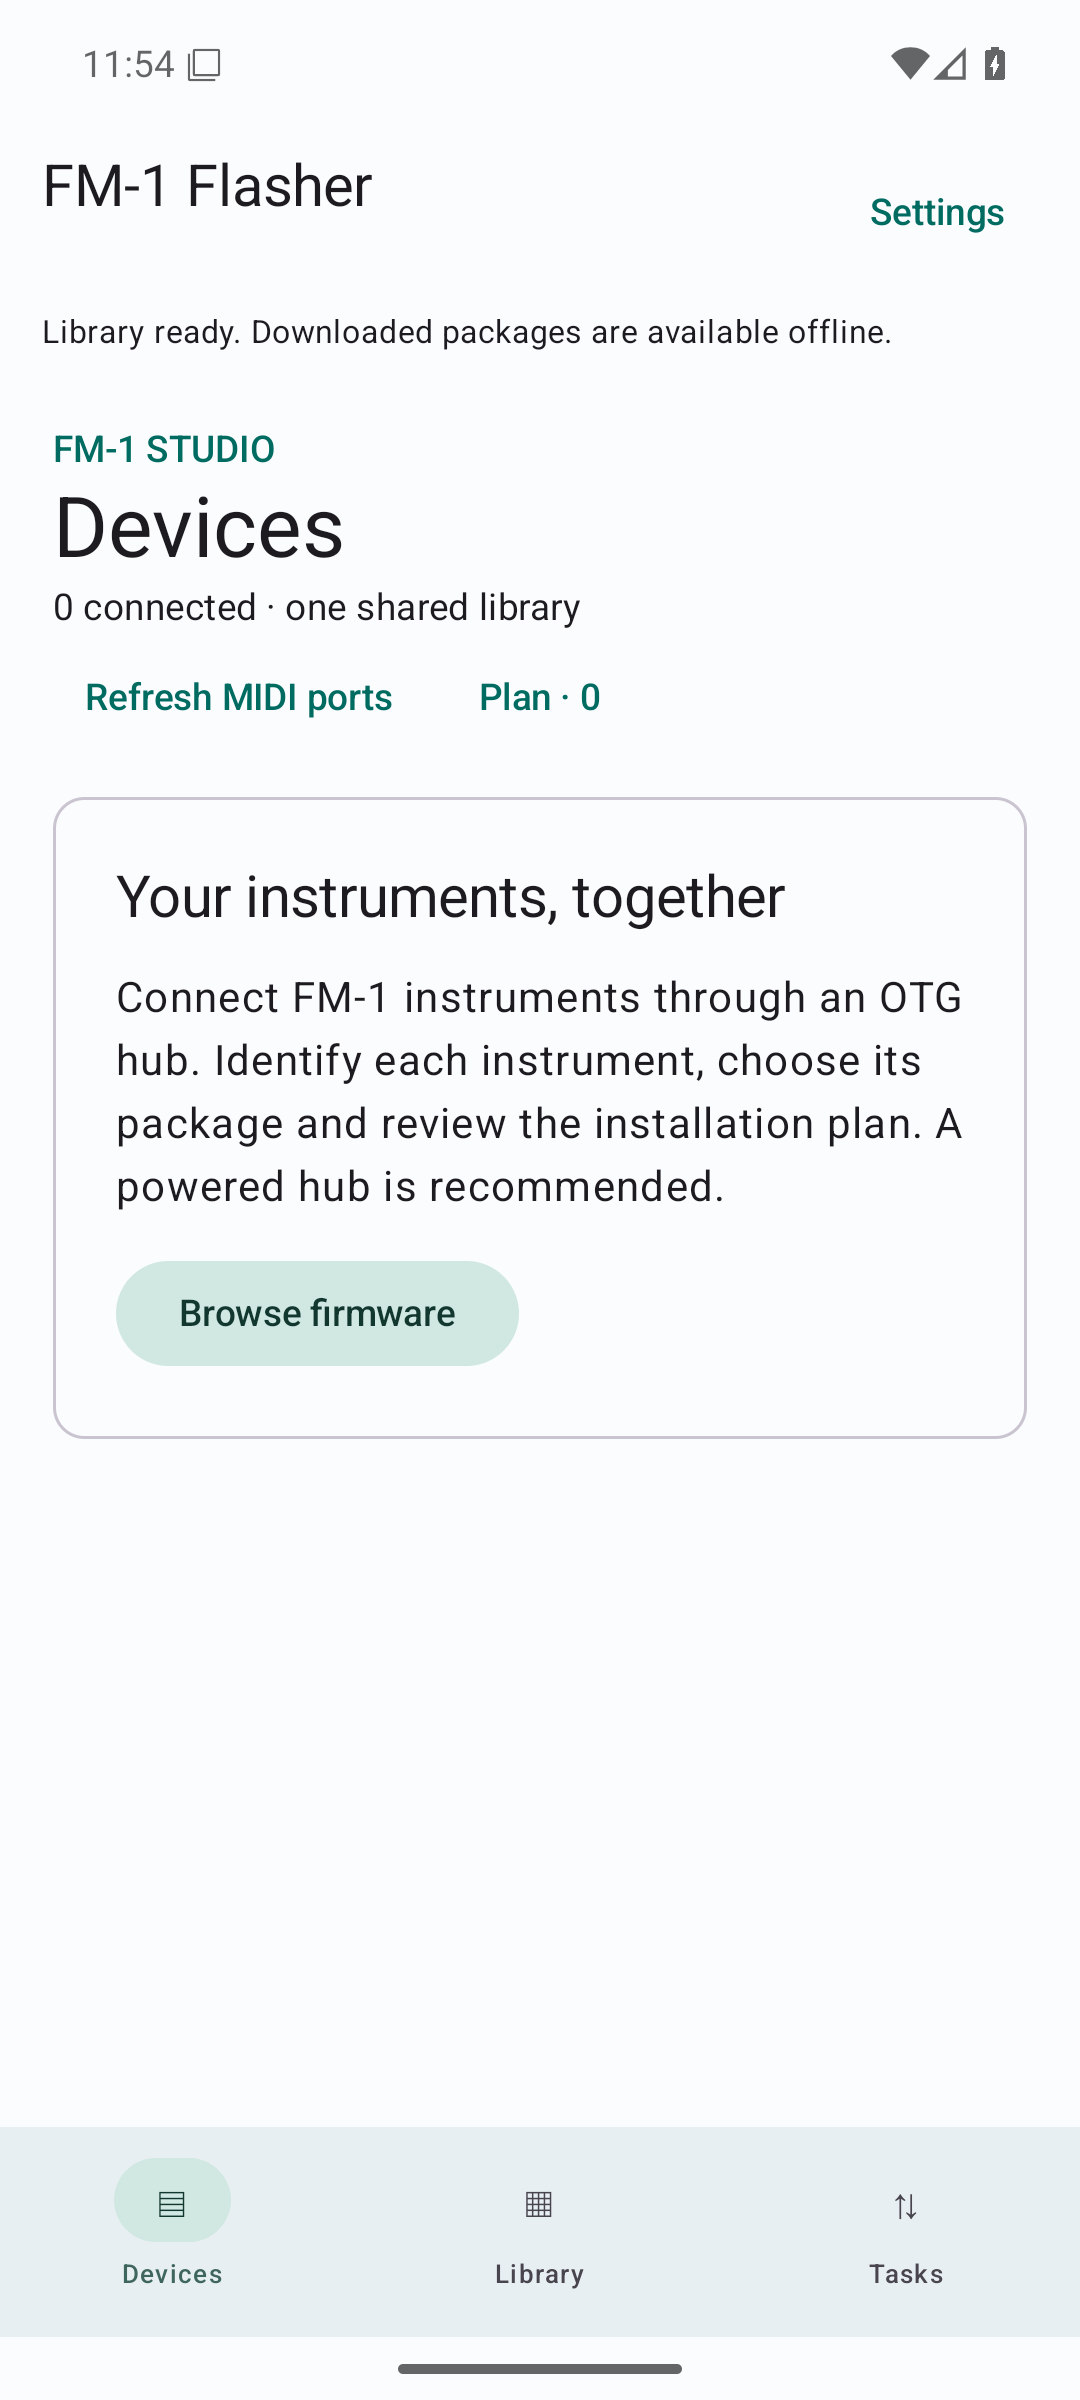 11:54
FM-1 Flasher
Settings
Library ready. Downloaded packages are available offline.
FM-1 STUDIO
Devices
0 connected · one shared library
Refresh MIDI ports
Plan · 0
Your instruments, together
Connect FM-1 instruments through an OTG
hub. Identify each instrument, choose its
package and review the installation plan. A
powered hub is recommended.
Browse firmware
Devices
Library
Tasks